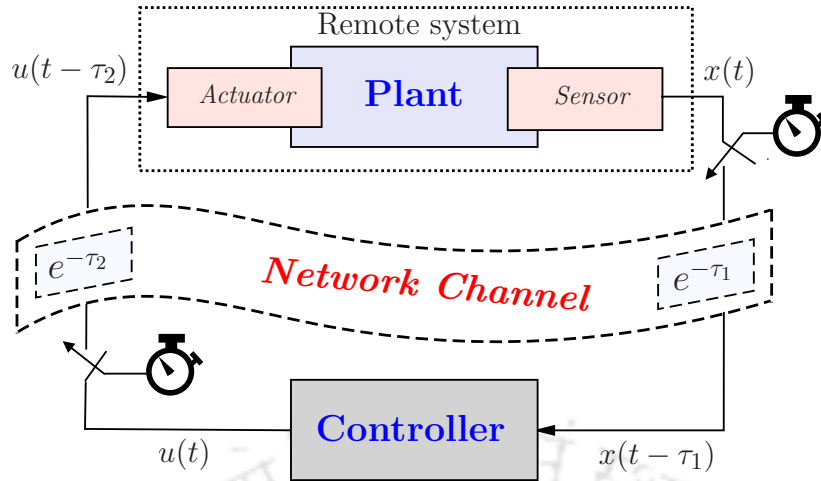 Remote system
u(t − τ₂)
Actuator
Plant
Sensor
x(t)
e^{−τ₂}
Network Channel
e^{−τ₁}
Controller
u(t)
x(t − τ₁)